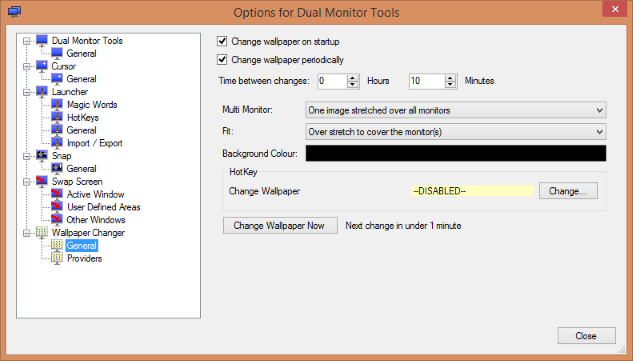 Options for Dual Monitor Tools
Dual Monitor Tools
General
Cursor
General
Launcher
Magic Words
HotKeys
General
Import / Export
Snap
General
Swap Screen
Active Window
User Defined Areas
Other Windows
Wallpaper Changer
General
Providers
Change wallpaper on startup
Change wallpaper periodically
Time between changes: 0 Hours 10 Minutes
Multi Monitor: One image stretched over all monitors
Fit: Over stretch to cover the monitor(s)
Background Colour:
HotKey
Change Wallpaper --DISABLED-- Change...
Change Wallpaper Now Next change in under 1 minute
Close